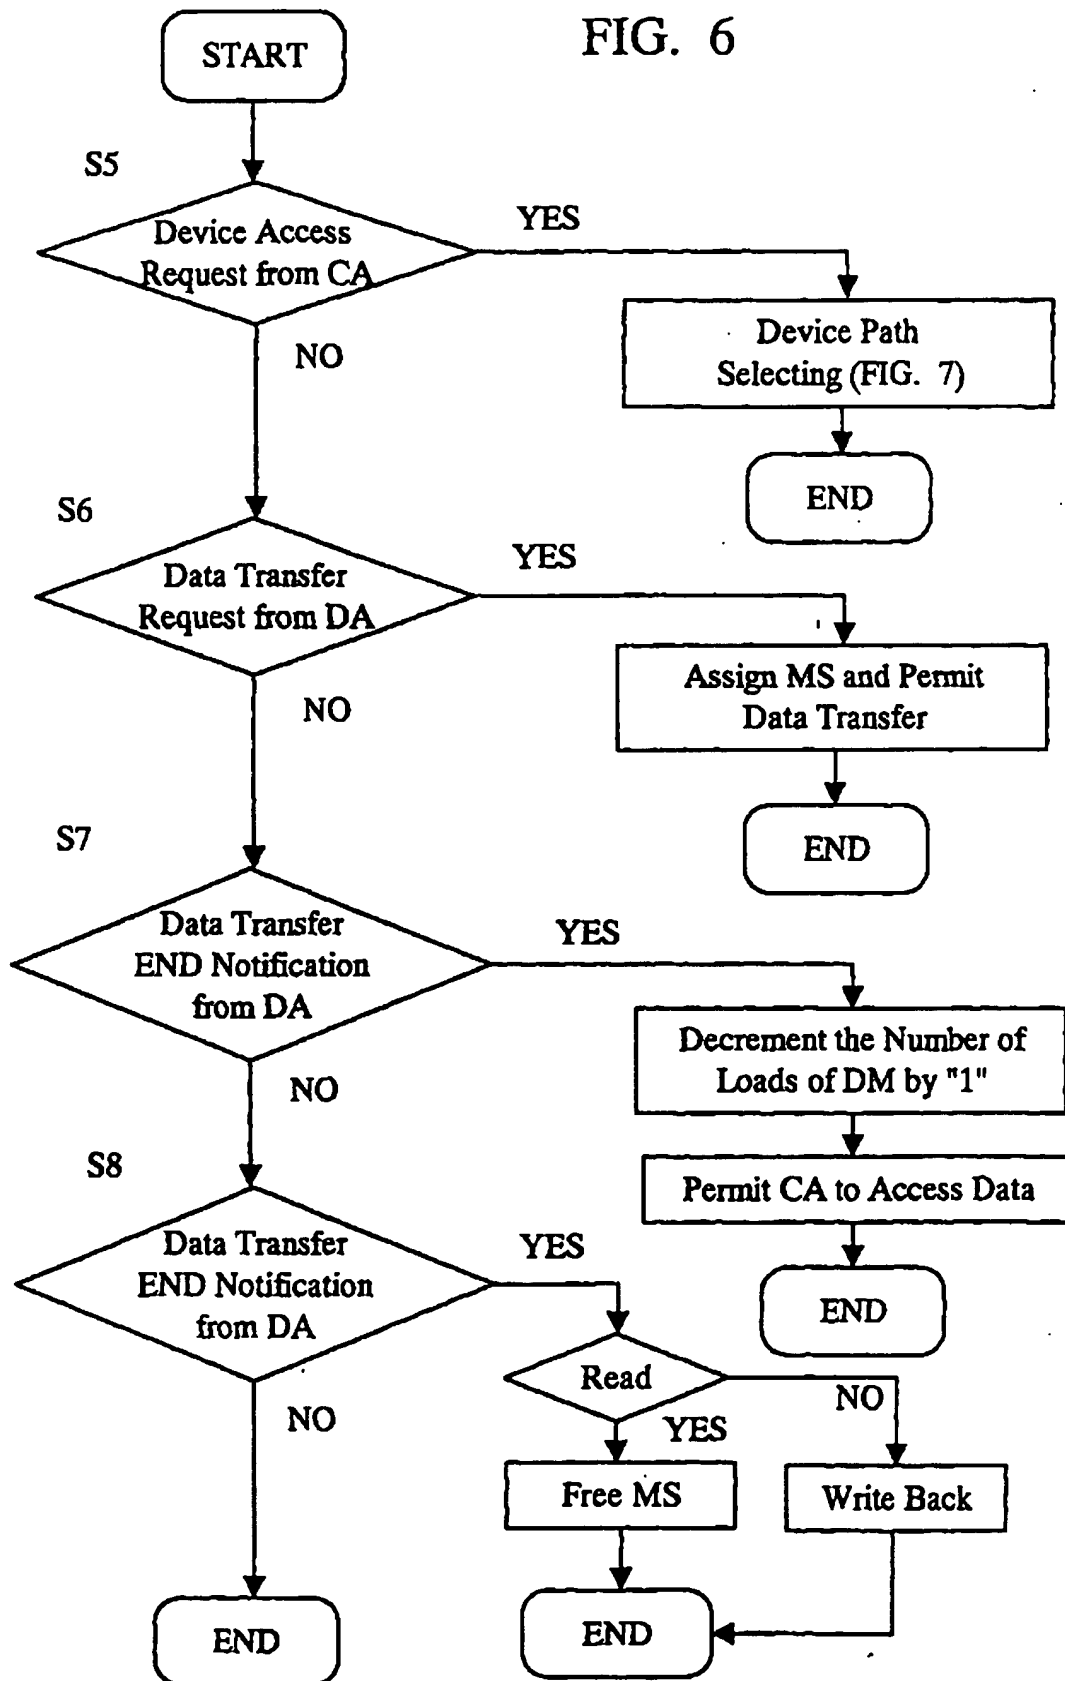 FIG. 6
START
S5
Device Access
Request from CA
YES
NO
Device Path
Selecting (FIG. 7)
END
S6
Data Transfer
Request from DA
YES
NO
Assign MS and Permit
Data Transfer
END
S7
Data Transfer
END Notification
from DA
YES
NO
Decrement the Number of
Loads of DM by "1"
Permit CA to Access Data
END
S8
Data Transfer
END Notification
from DA
YES
NO
Read
NO
YES
Free MS
Write Back
END
END